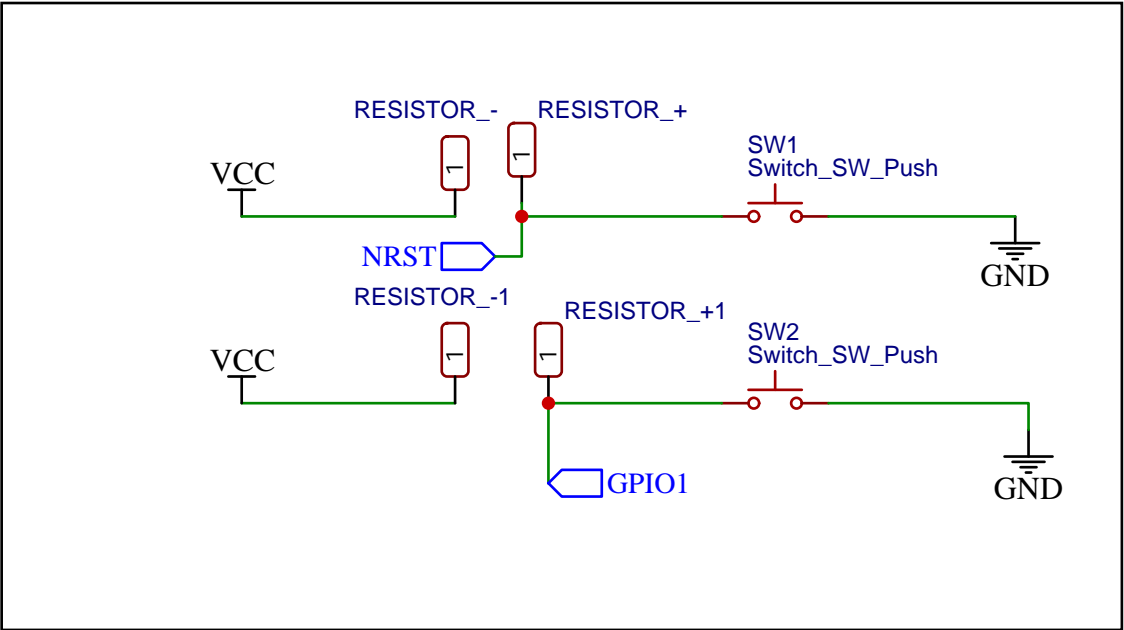 RESISTOR_-
RESISTOR_+
1
1
SW1
Switch_SW_Push
VCC
NRST
GND
RESISTOR_-1
RESISTOR_+1
1
1
SW2
Switch_SW_Push
VCC
GPIO1
GND